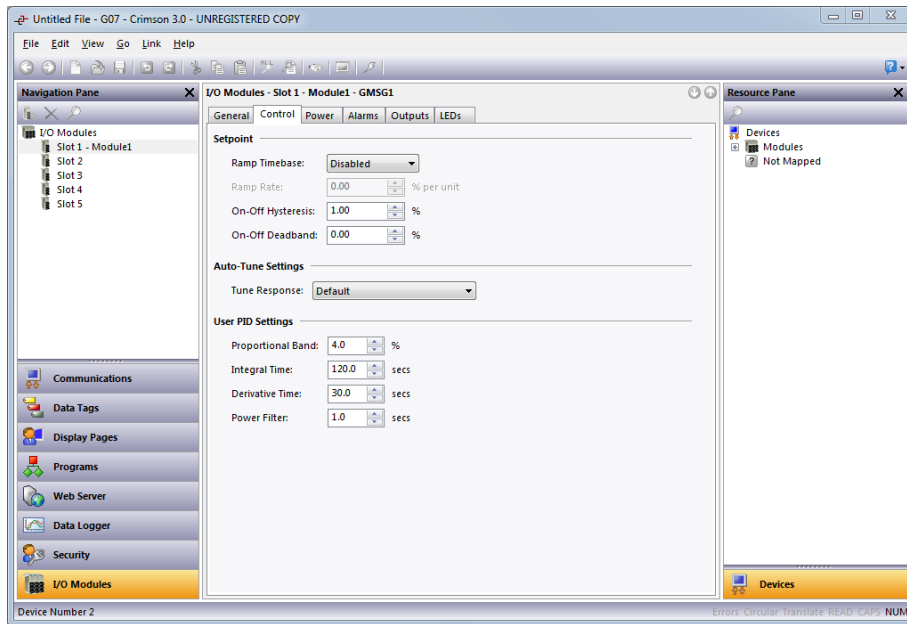 Untitled File - G07 - Crimson 3.0 - UNREGISTERED COPY
File Edit View Go Link Help
Navigation Pane
I/O Modules
Slot 1 - Module1
Slot 2
Slot 3
Slot 4
Slot 5
Communications
Data Tags
Display Pages
Programs
Web Server
Data Logger
Security
I/O Modules
I/O Modules - Slot 1 - Module1 - GMSG1
General Control Power Alarms Outputs LEDs
Setpoint
Ramp Timebase: Disabled
Ramp Rate: 0.00 % per unit
On-Off Hysteresis: 1.00 %
On-Off Deadband: 0.00 %
Auto-Tune Settings
Tune Response: Default
User PID Settings
Proportional Band: 4.0 %
Integral Time: 120.0 secs
Derivative Time: 30.0 secs
Power Filter: 1.0 secs
Resource Pane
Devices
Modules
? Not Mapped
Devices
Device Number 2
Errors Circular Translate READ CAPS NUM